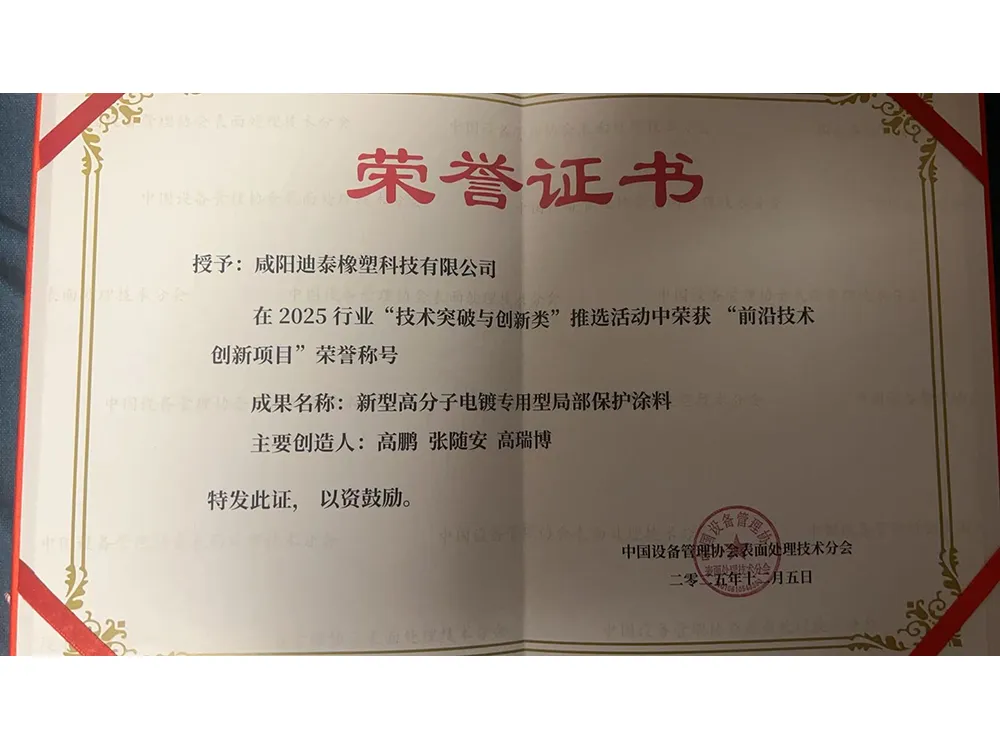 荣誉证书
授予：咸阳迪泰橡塑科技有限公司
在 2025 行业“技术突破与创新类”推选活动中荣获 “前沿技术
创新项目”荣誉称号
成果名称：新型高分子电镀专用型局部保护涂料
主要创造人：高鹏 张随安 高瑞博
特发此证， 以资鼓励。
中国设备管理协会表面处理技术分会
二零二五年十二月五日